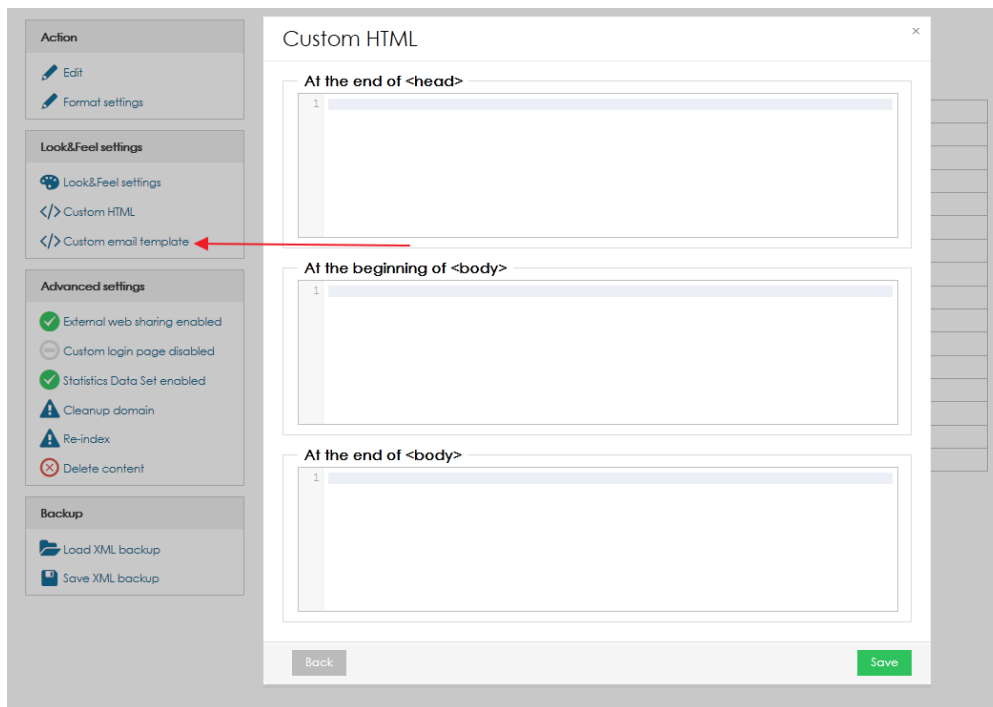 Action
Edit
Format settings
Look&Feel settings
Look&Feel settings
Custom HTML
Custom email template
Advanced settings
External web sharing enabled
Custom login page disabled
Statistics Data Set enabled
Cleanup domain
Re-index
Delete content
Backup
Load XML backup
Save XML backup
Custom HTML
×
At the end of <head>
1
At the beginning of <body>
1
At the end of <body>
1
Back
Save